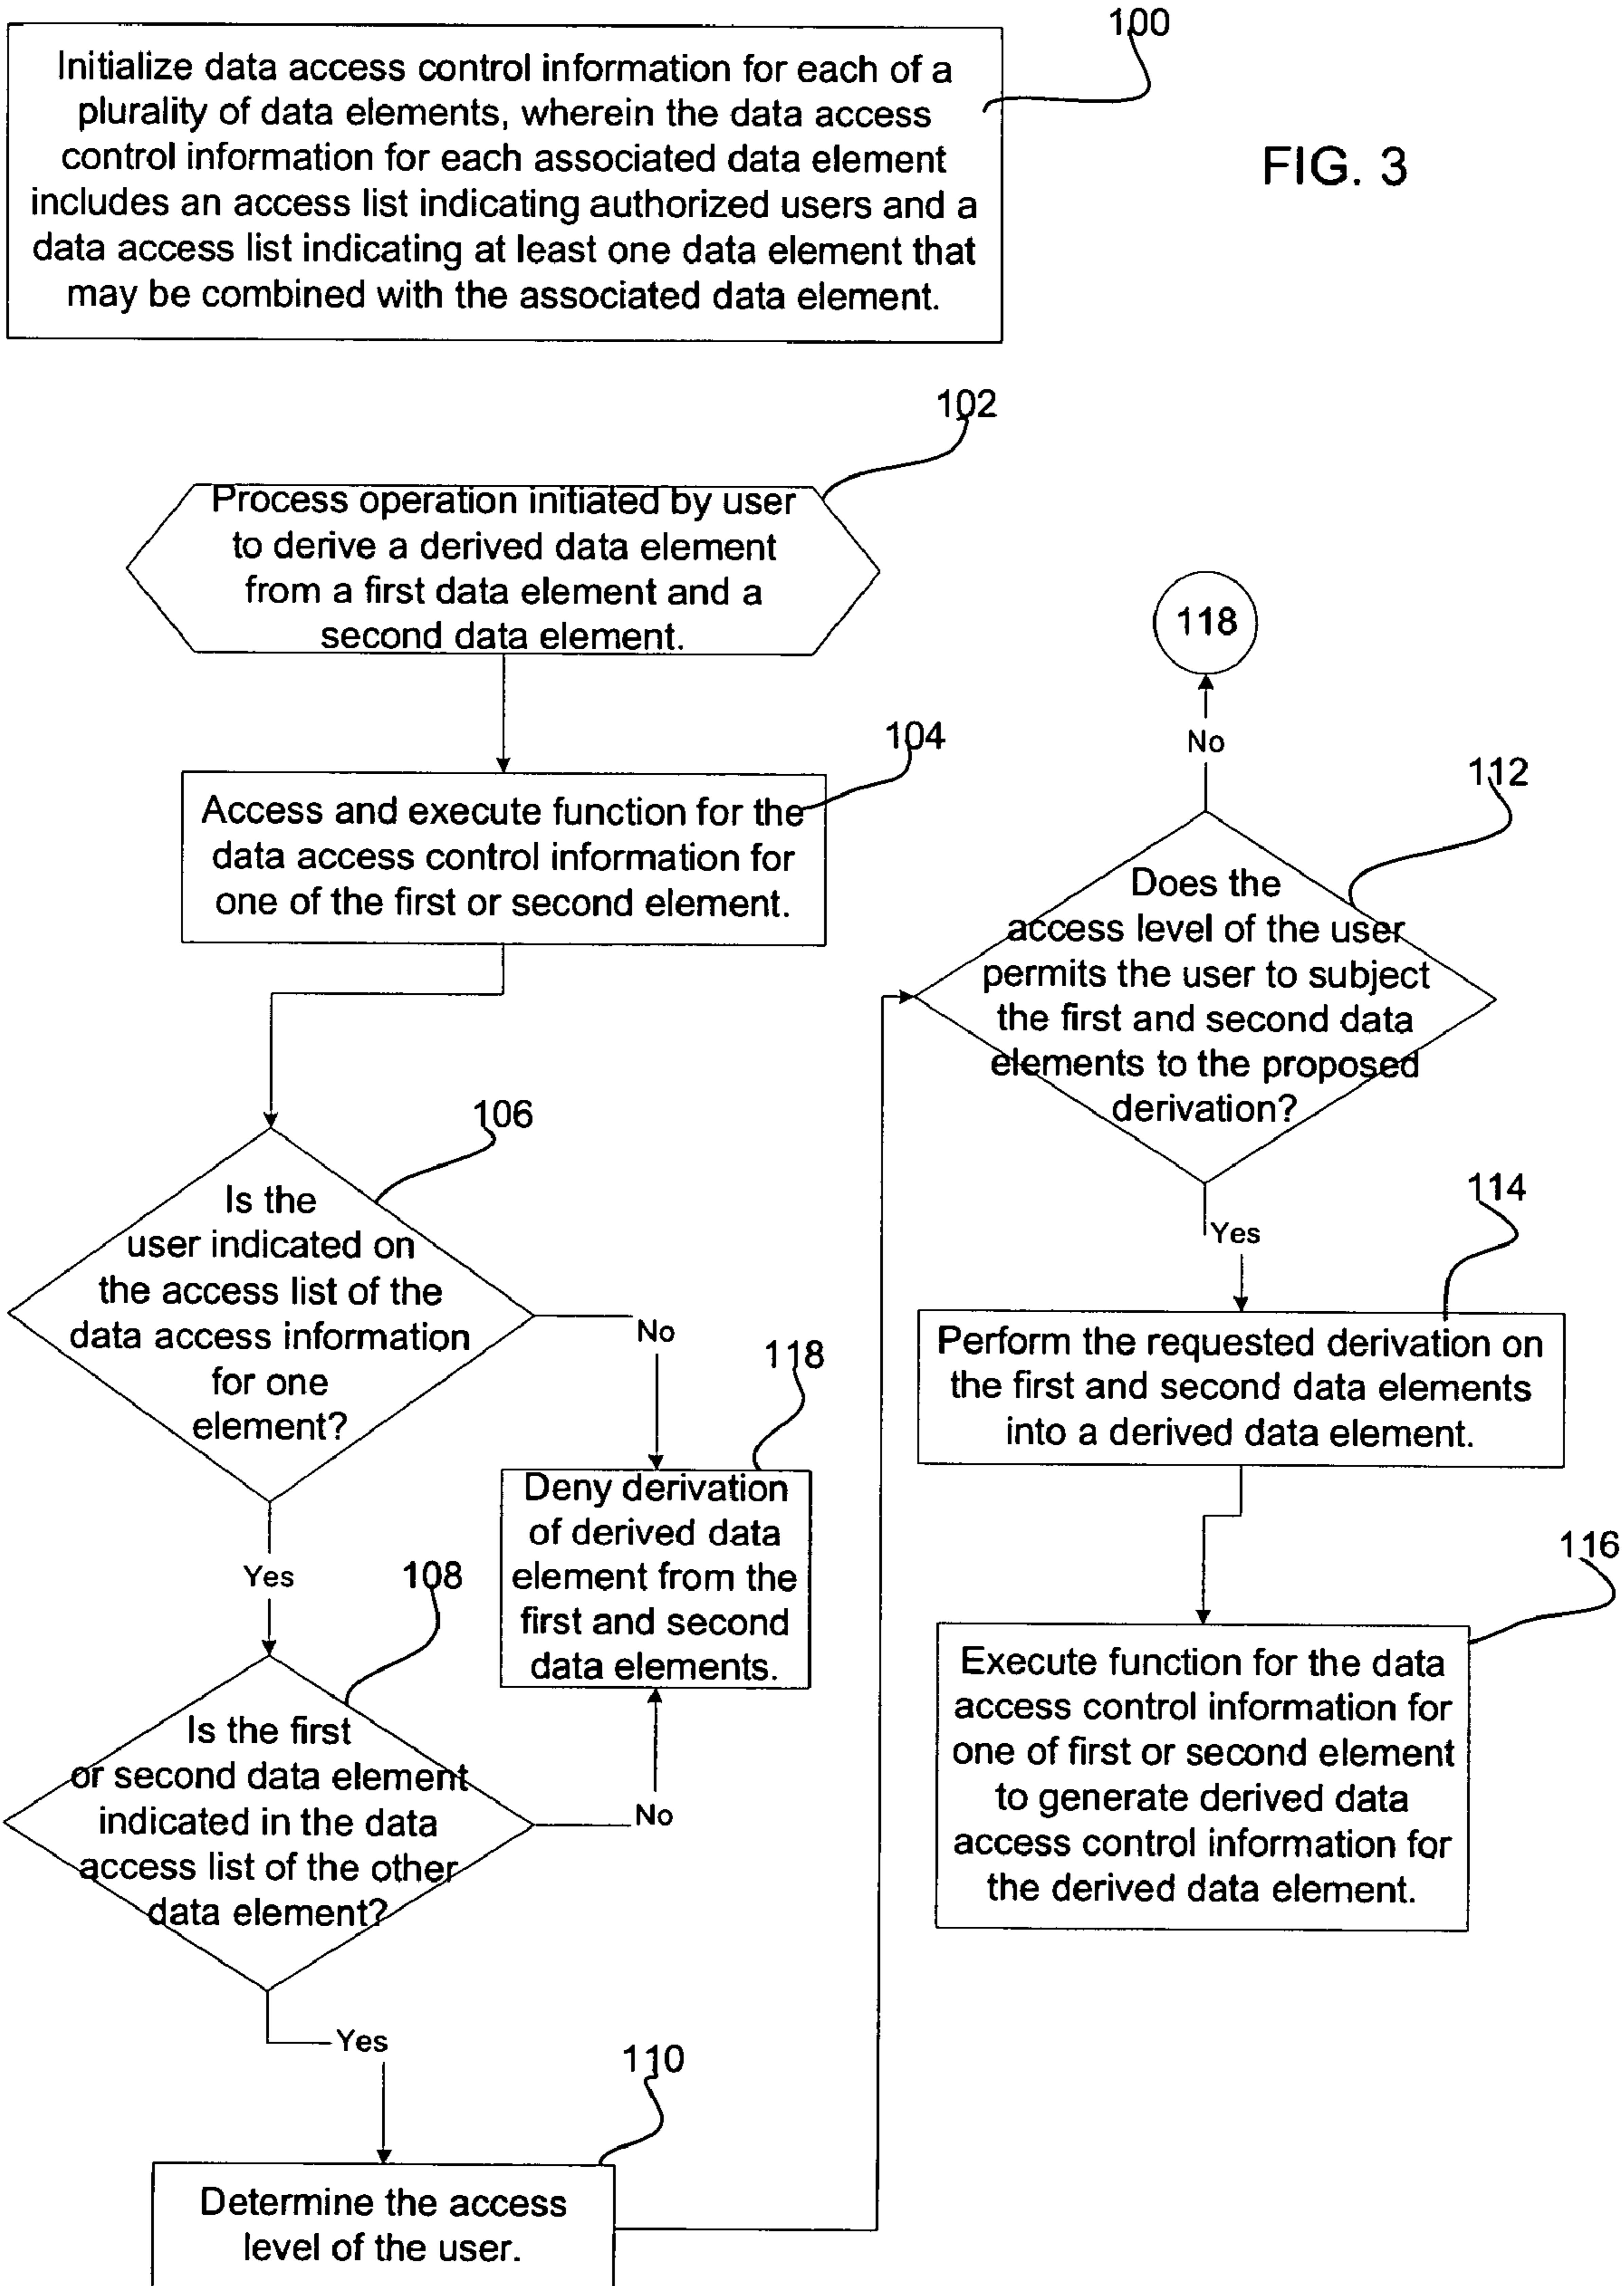 100
Initialize data access control information for each of a
plurality of data elements, wherein the data access
control information for each associated data element
includes an access list indicating authorized users and a
data access list indicating at least one data element that
may be combined with the associated data element.
FIG. 3
102
Process operation initiated by user
to derive a derived data element
from a first data element and a
second data element.
104
Access and execute function for the
data access control information for
one of the first or second element.
106
Is the
user indicated on
the access list of the
data access information
for one
element?
No
118
Deny derivation
of derived data
element from the
first and second
data elements.
Yes
108
Is the first
or second data element
indicated in the data
access list of the other
data element?
No
Yes
110
Determine the access
level of the user.
118
No
112
Does the
access level of the user
permits the user to subject
the first and second data
elements to the proposed
derivation?
Yes
114
Perform the requested derivation on
the first and second data elements
into a derived data element.
116
Execute function for the data
access control information for
one of first or second element
to generate derived data
access control information for
the derived data element.